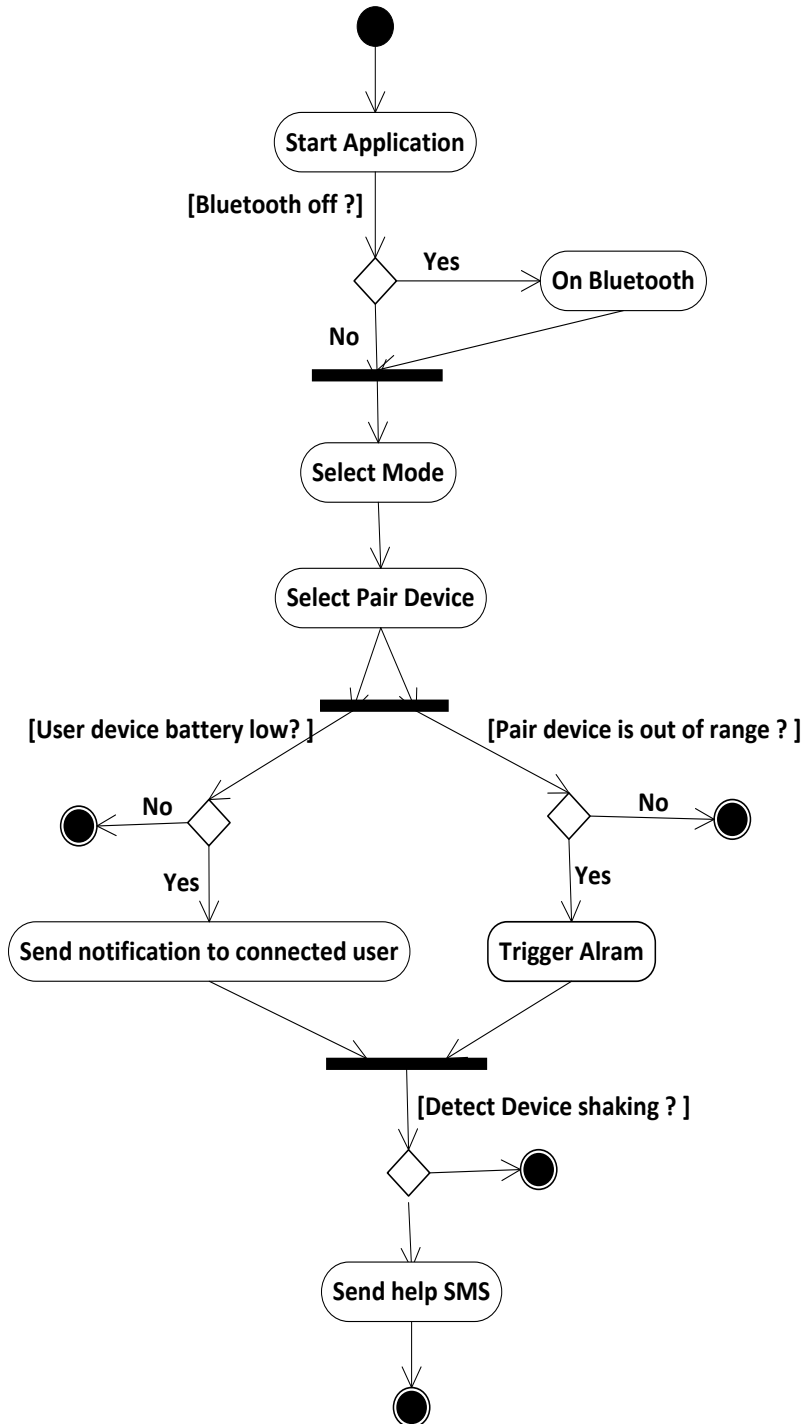 Start Application
[Bluetooth off ?]
Yes
On Bluetooth
No
Select Mode
Select Pair Device
[User device battery low? ]
[Pair device is out of range ? ]
No
No
Yes
Yes
Send notification to connected user
Trigger Alram
[Detect Device shaking ? ]
Send help SMS